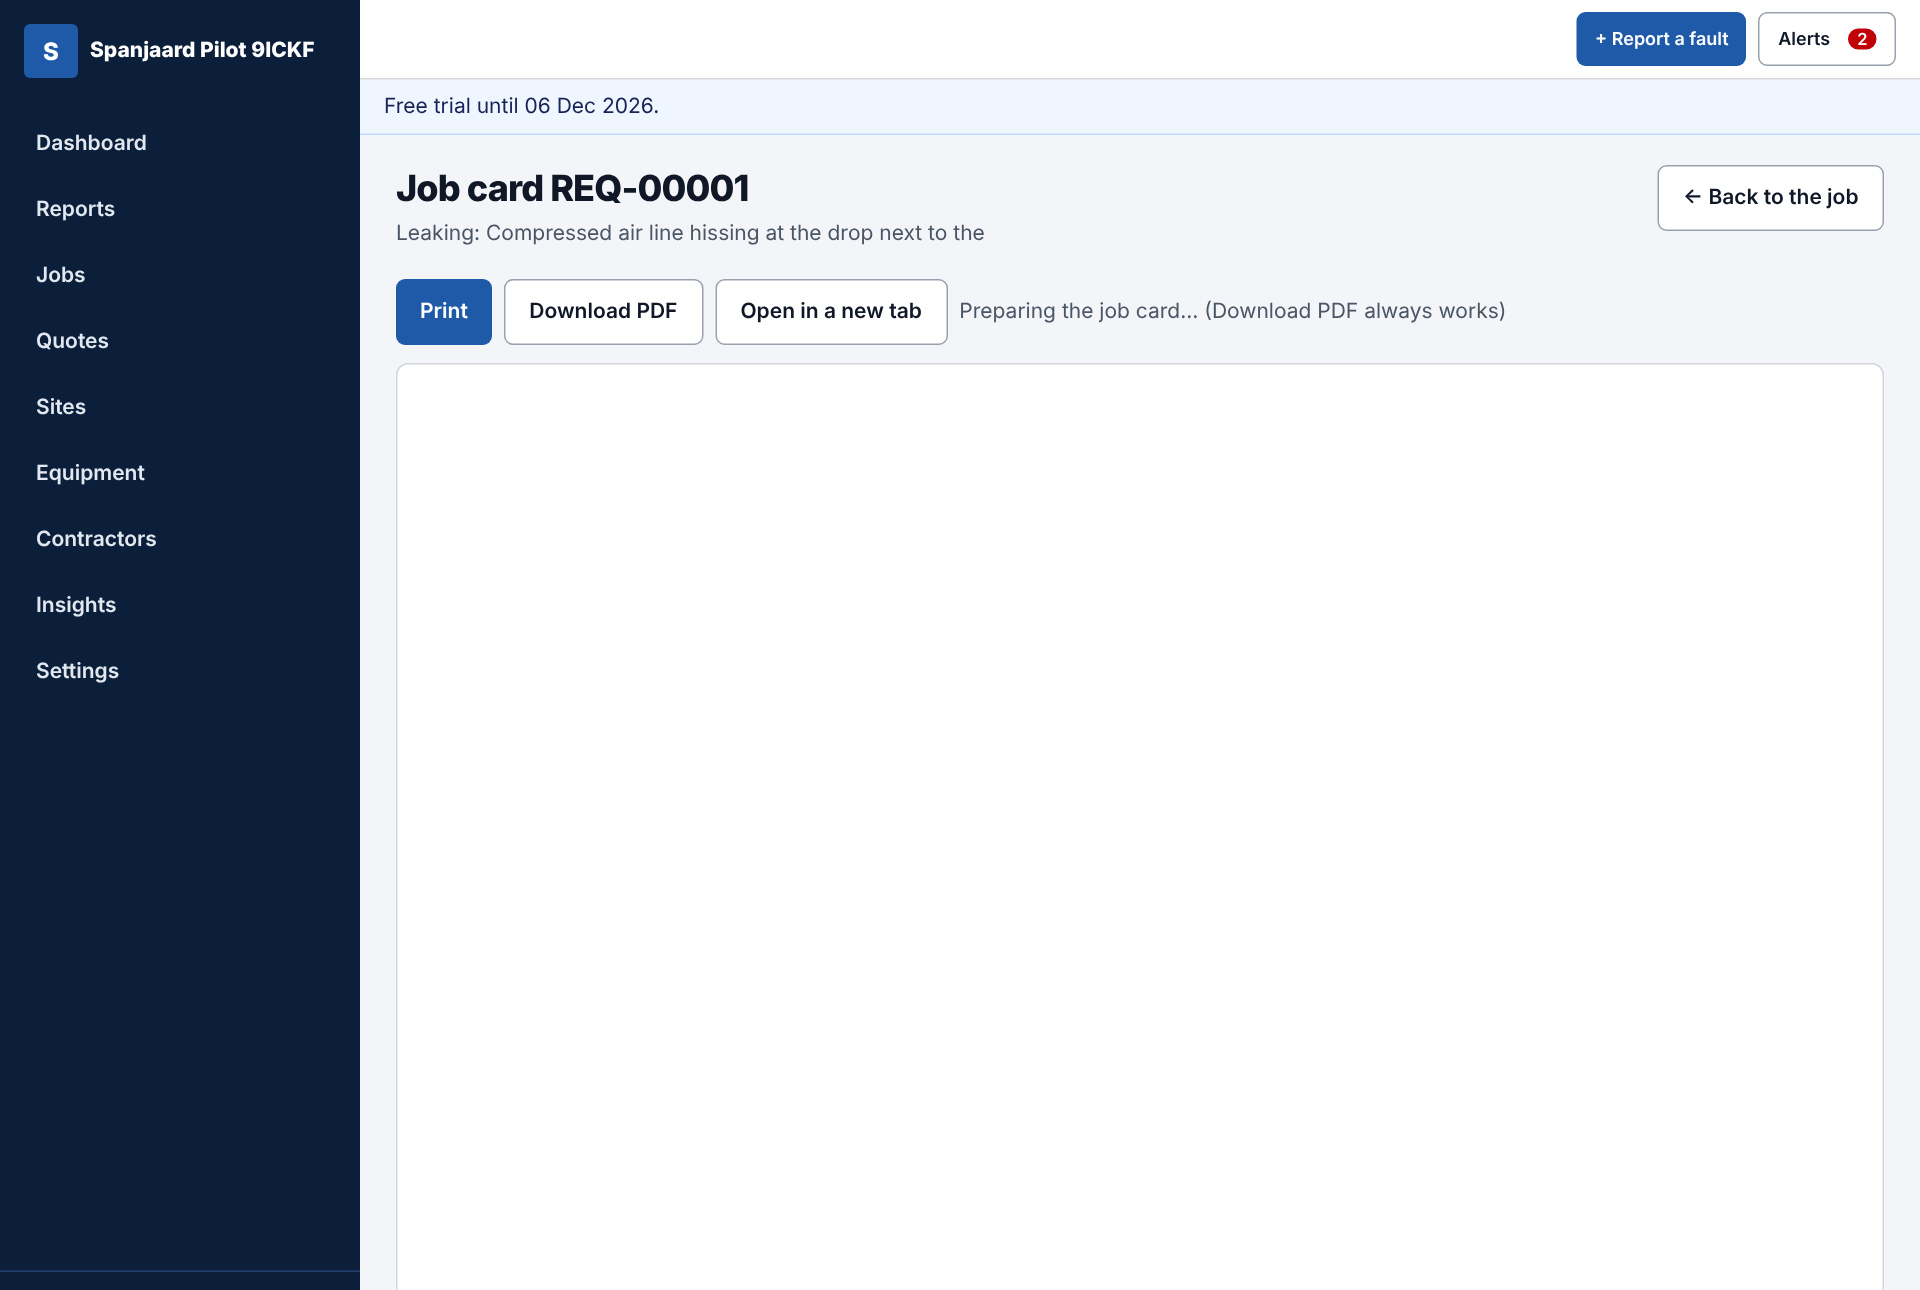 S
Spanjaard Pilot 9ICKF
+ Report a fault
Alerts 2
Free trial until 06 Dec 2026.
Dashboard
Reports
Jobs
Quotes
Sites
Equipment
Contractors
Insights
Settings
Job card REQ-00001
← Back to the job
Leaking: Compressed air line hissing at the drop next to the
Print
Download PDF
Open in a new tab
Preparing the job card... (Download PDF always works)